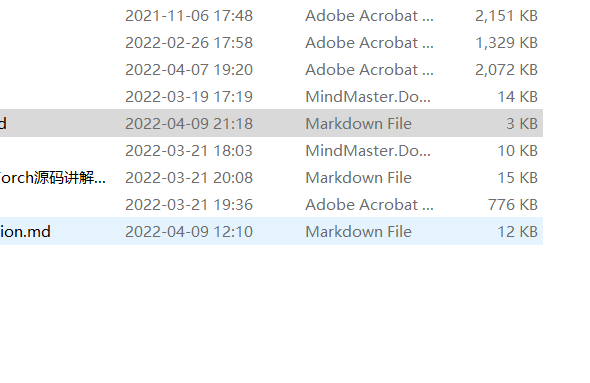 2021-11-06 17:48 Adobe Acrobat ... 2,151 KB
2022-02-26 17:58 Adobe Acrobat ... 1,329 KB
2022-04-07 19:20 Adobe Acrobat ... 2,072 KB
2022-03-19 17:19 MindMaster.Do... 14 KB
d 2022-04-09 21:18 Markdown File 3 KB
2022-03-21 18:03 MindMaster.Do... 10 KB
orch源码讲解... 2022-03-21 20:08 Markdown File 15 KB
2022-03-21 19:36 Adobe Acrobat ... 776 KB
ion.md 2022-04-09 12:10 Markdown File 12 KB